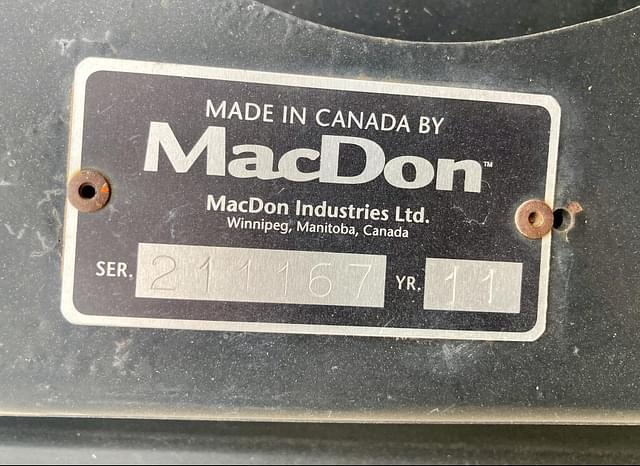 MADE IN CANADA BY
MacDon™
MacDon Industries Ltd.
Winnipeg, Manitoba, Canada
SER. 211167 YR. 11